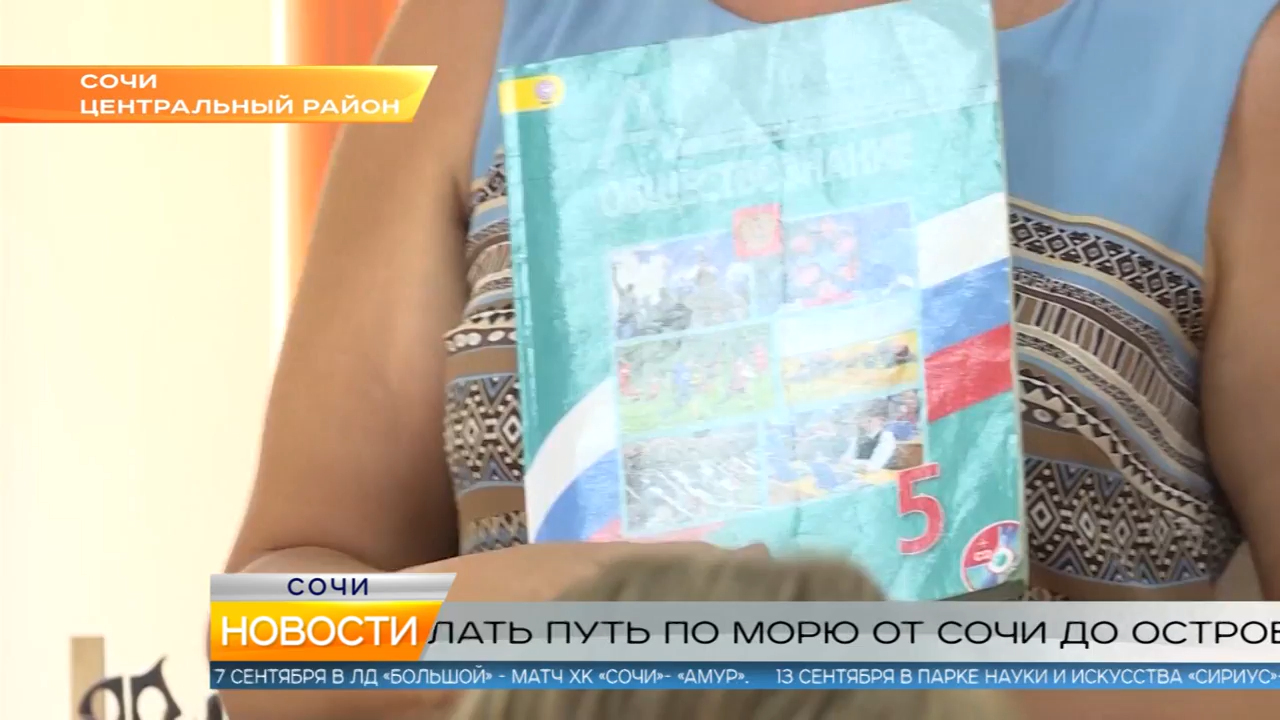 СОЧИ
ЦЕНТРАЛЬНЫЙ РАЙОН
ОБЩЕСТВОЗНАНИЕ
5
+
CD
СОЧИ
НОВОСТИ
ЛАТЬ ПУТЬ ПО МОРЮ ОТ СОЧИ ДО ОСТРОВ
7 СЕНТЯБРЯ В ЛД «БОЛЬШОЙ» - МАТЧ ХК «СОЧИ»- «АМУР». 13 СЕНТЯБРЯ В ПАРКЕ НАУКИ И ИСКУССТВА «СИРИУС»-